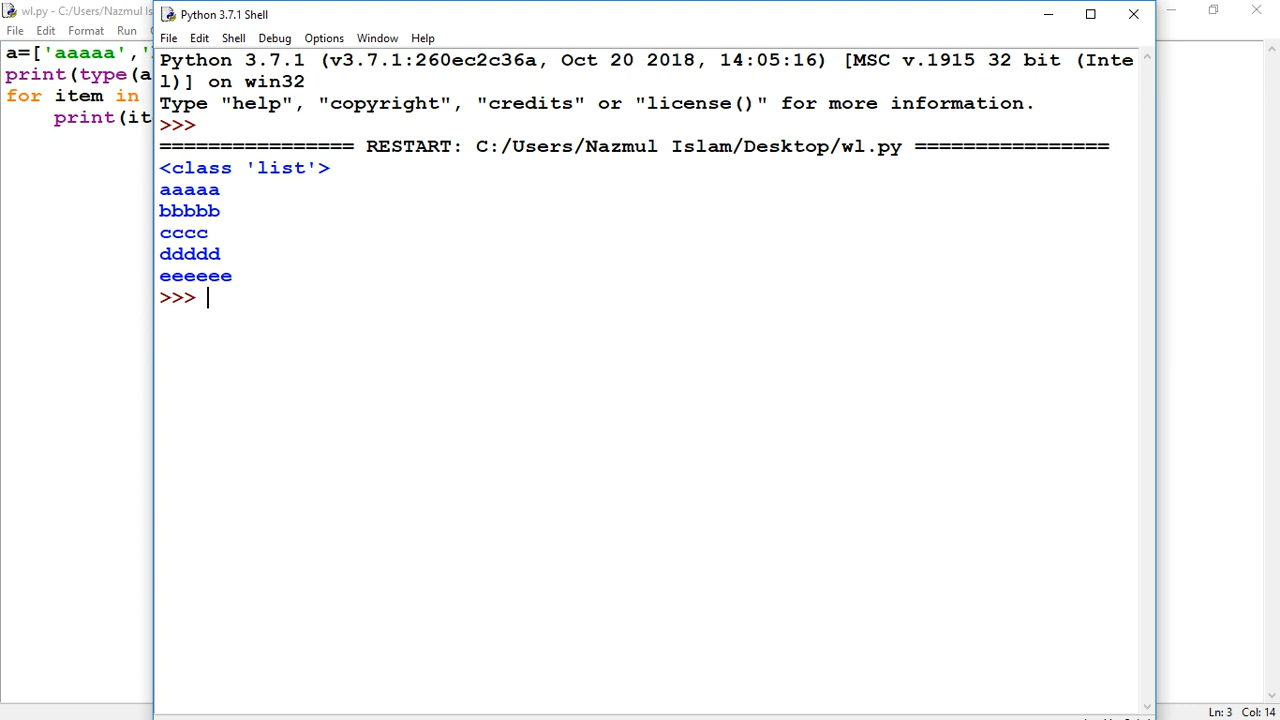 wl.py - C:/Users/Nazmul
File Edit Format Run
a=['aaaaa','
print(type(a
for item in
print(it
Python 3.7.1 Shell
File Edit Shell Debug Options Window Help
Python 3.7.1 (v3.7.1:260ec2c36a, Oct 20 2018, 14:05:16) [MSC v.1915 32 bit (Inte
l)] on win32
Type "help", "copyright", "credits" or "license()" for more information.
>>>
================ RESTART: C:/Users/Nazmul Islam/Desktop/wl.py ================
<class 'list'>
aaaaa
bbbbb
cccc
ddddd
eeeeee
>>>
Ln: 3 Col: 14